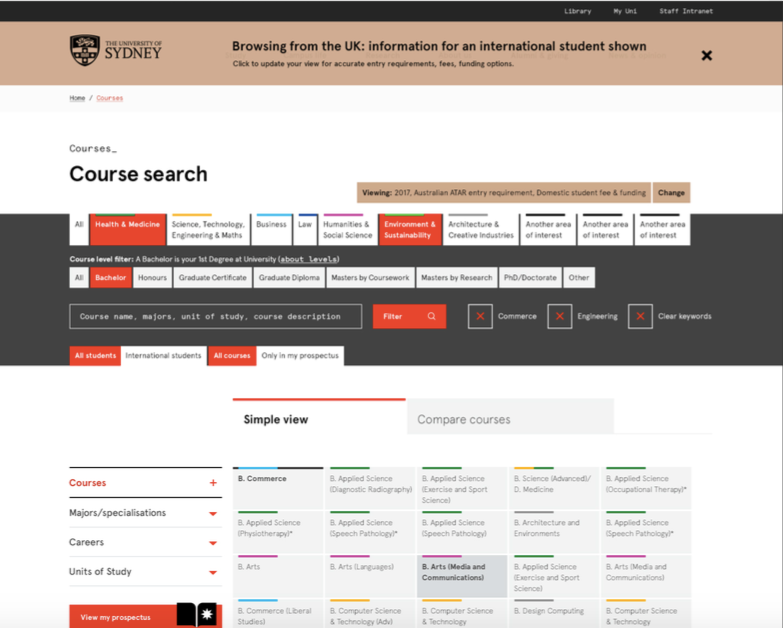 Library My Uni Staff Intranet
THE UNIVERSITY OF
SYDNEY
Browsing from the UK: information for an international student shown
Click to update your view for accurate entry requirements, fees, funding options.
Home / Courses
Courses_
Course search
Viewing: 2017, Australian ATAR entry requirement, Domestic student fee & funding Change
All
Health & Medicine
Science, Technology,
Engineering & Maths
Business
Law
Humanities &
Social Science
Environment &
Sustainability
Architecture &
Creative Industries
Another area
of interest
Another area
of interest
Another area
of interest
Course level filter: A Bachelor is your 1st Degree at University (about levels)
All Bachelor Honours Graduate Certificate Graduate Diploma Masters by Coursework Masters by Research PhD/Doctorate Other
Course name, majors, unit of study, course description
Filter
Commerce Engineering Clear keywords
All students International students All courses Only in my prospectus
Simple view Compare courses
Courses +
Majors/specialisations
Careers
Units of Study
View my prospectus
B. Commerce
B. Applied Science
(Diagnostic Radiography)
B. Applied Science
(Exercise and Sport
Science)
B. Science (Advanced)/
D. Medicine
B. Applied Science
(Occupational Therapy)*
B. Applied Science
(Physiotherapy)*
B. Applied Science
(Speech Pathology)*
B. Applied Science
(Speech Pathology)
B. Architecture and
Environments
B. Applied Science
(Speech Pathology)*
B. Arts
B. Arts (Languages)
B. Arts (Media and
Communications)
B. Applied Science
(Exercise and Sport
Science)
B. Arts (Media and
Communications)
B. Commerce (Liberal
Studies)
B. Computer Science
& Technology (Adv)
B. Computer Science
& Technology
B. Design Computing
B. Computer Science
& Technology